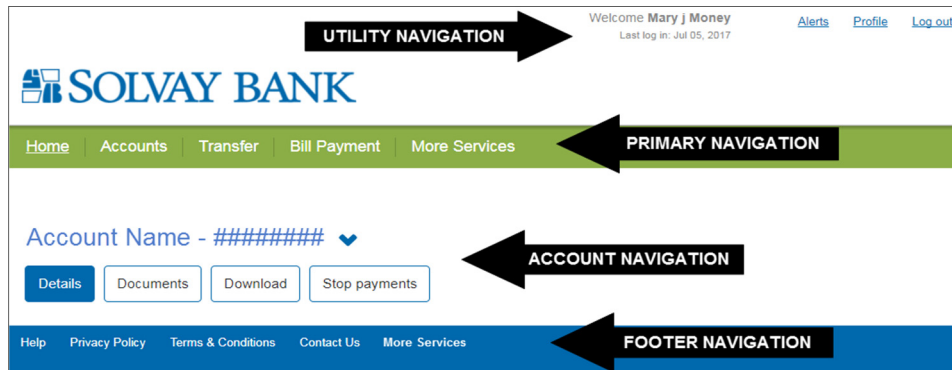 UTILITY NAVIGATION
Welcome Mary j Money
Last log in: Jul 05, 2017
Alerts Profile Log out
SOLVAY BANK
Home Accounts Transfer Bill Payment More Services
PRIMARY NAVIGATION
Account Name - #########
ACCOUNT NAVIGATION
Details Documents Download Stop payments
Help Privacy Policy Terms & Conditions Contact Us More Services
FOOTER NAVIGATION